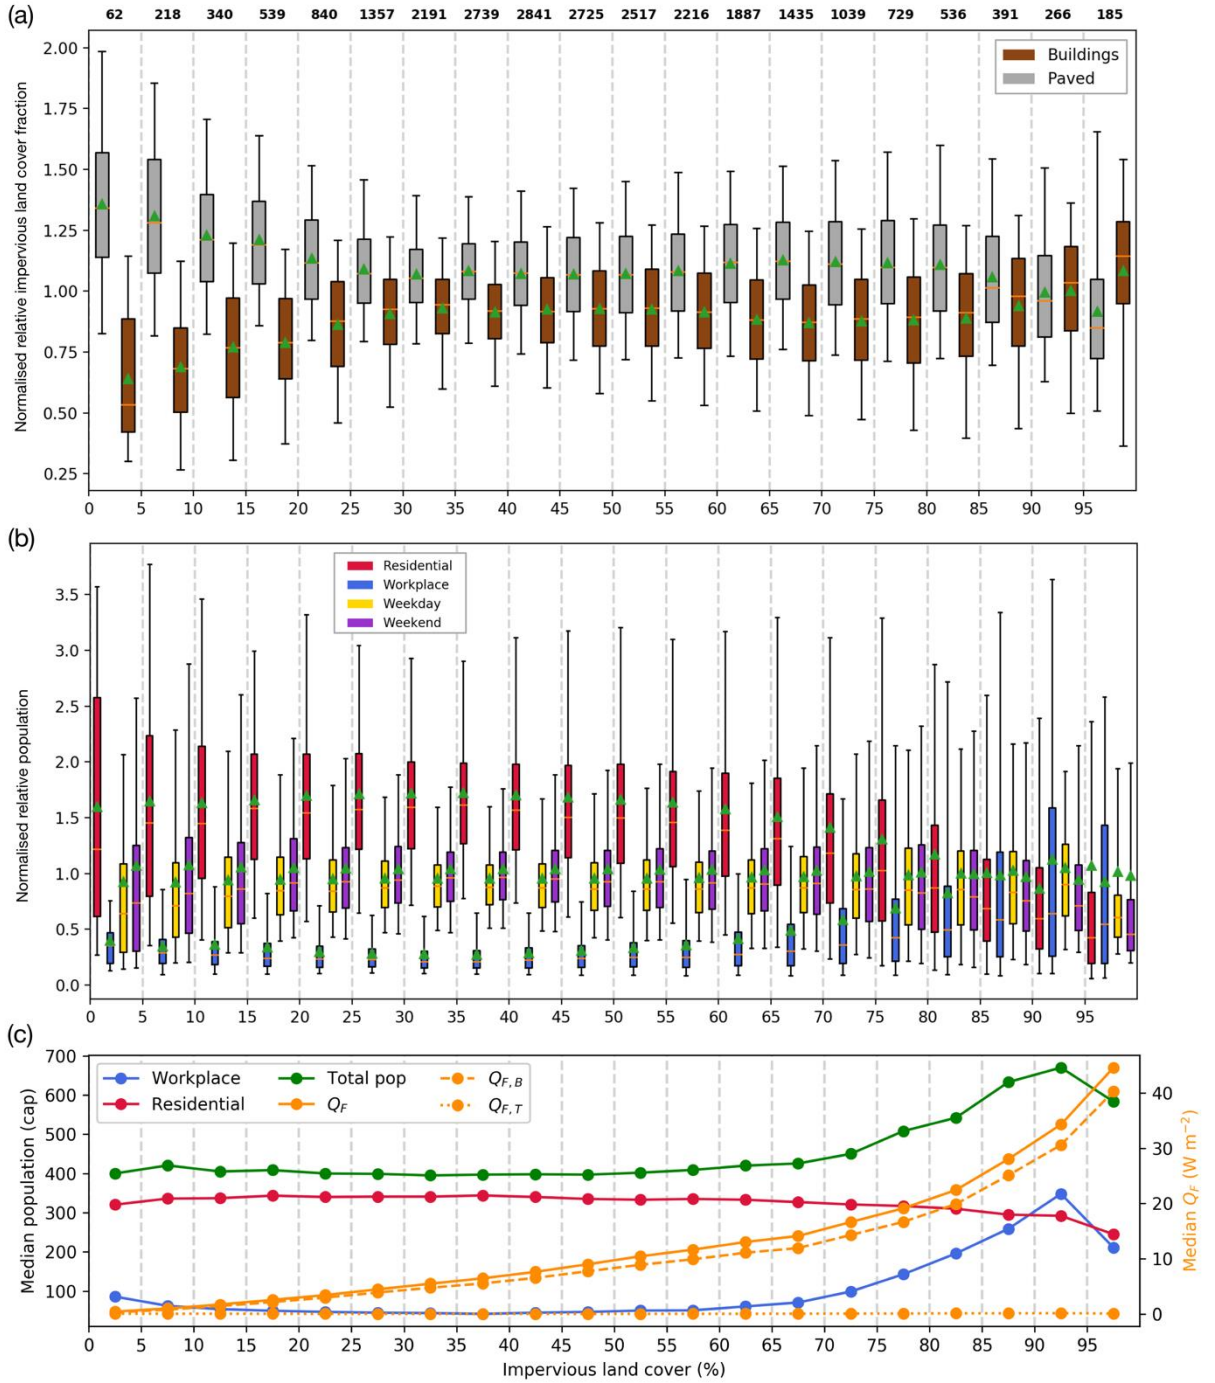 (a)
62 218 340 539 840 1357 2191 2739 2841 2725 2517 2216 1887 1435 1039 729 536 391 266 185
Normalised relative impervious land cover fraction
2.00
1.75
1.50
1.25
1.00
0.75
0.50
0.25
Buildings
Paved
0 5 10 15 20 25 30 35 40 45 50 55 60 65 70 75 80 85 90 95
(b)
Normalised relative population
3.5
3.0
2.5
2.0
1.5
1.0
0.5
0.0
Residential
Workplace
Weekday
Weekend
0 5 10 15 20 25 30 35 40 45 50 55 60 65 70 75 80 85 90 95
(c)
Median population (cap)
700
600
500
400
300
200
100
Workplace Total pop Q_{F,B}
Residential Q_F Q_{F,T}
40
30
20
10
0
Median Q_F (W m^{−2})
0 5 10 15 20 25 30 35 40 45 50 55 60 65 70 75 80 85 90 95
Impervious land cover (%)